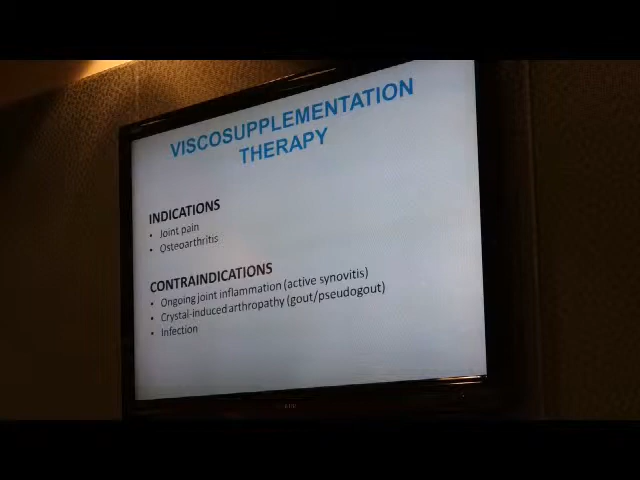 VISCOSUPPLEMENTATION
THERAPY
INDICATIONS
• Joint pain
• Osteoarthritis
CONTRAINDICATIONS
• Ongoing joint inflammation (active synovitis)
• Crystal-induced arthropathy (gout/pseudogout)
• Infection